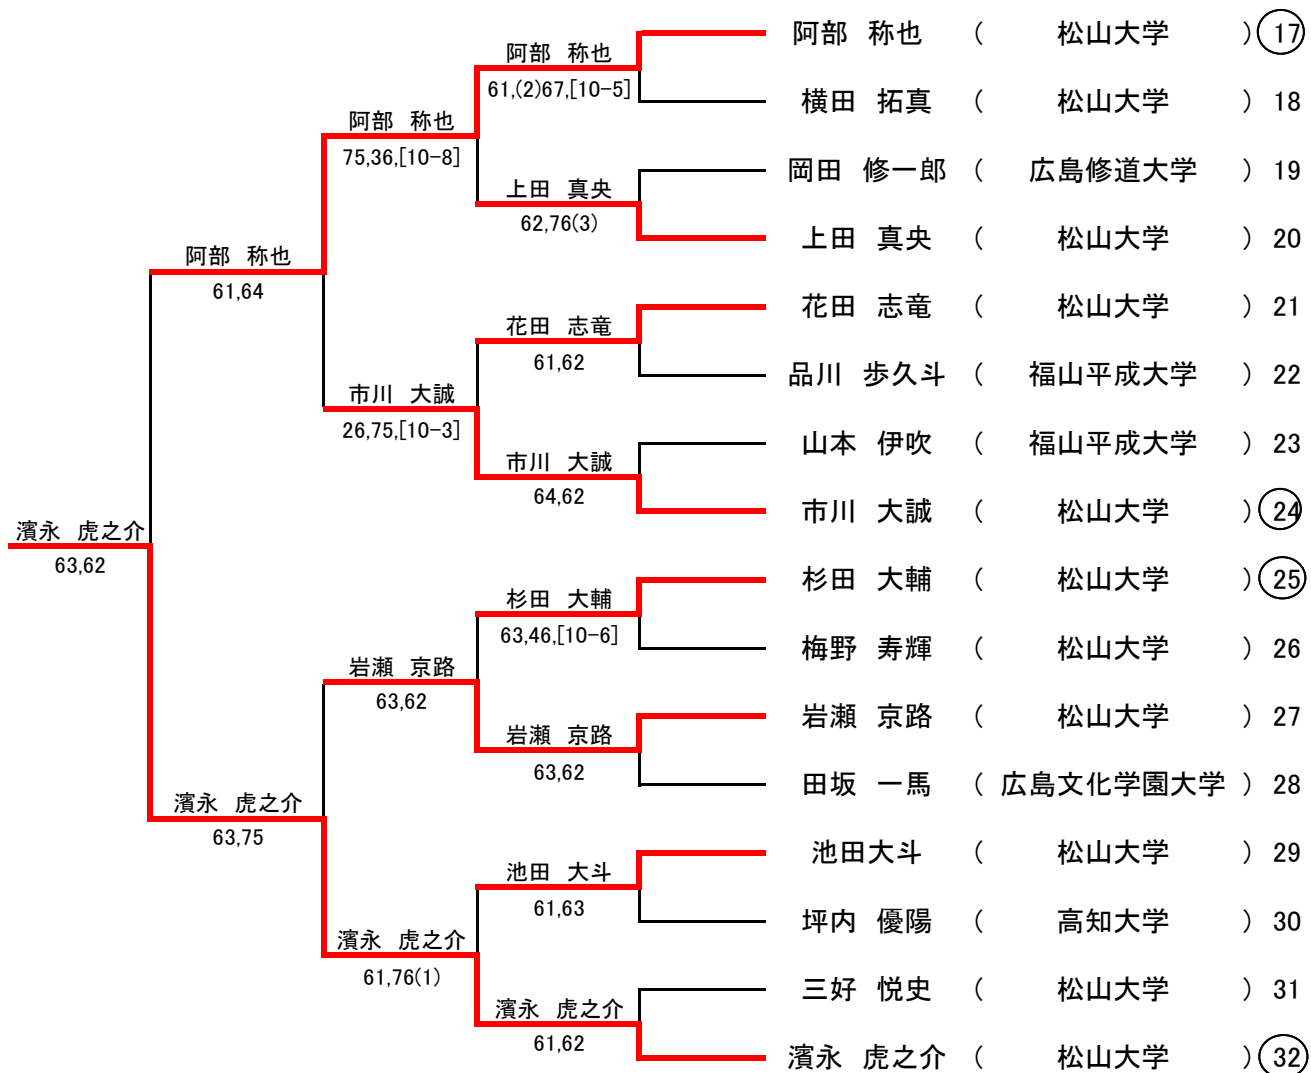 阿部 称也 ( 松山大学 ) 17
阿部 称也
61,(2)67,[10-5]
横田 拓真 ( 松山大学 ) 18
阿部 称也
75,36,[10-8]
岡田 修一郎 ( 広島修道大学 ) 19
上田 真央
62,76(3)
上田 真央 ( 松山大学 ) 20
阿部 称也
61,64
花田 志竜 ( 松山大学 ) 21
花田 志竜
61,62
品川 歩久斗 ( 福山平成大学 ) 22
市川 大誠
26,75,[10-3]
山本 伊吹 ( 福山平成大学 ) 23
市川 大誠
64,62
市川 大誠 ( 松山大学 ) 24
濱永 虎之介
63,62
杉田 大輔 ( 松山大学 ) 25
杉田 大輔
63,46,[10-6]
梅野 寿輝 ( 松山大学 ) 26
岩瀬 京路
63,62
岩瀬 京路 ( 松山大学 ) 27
岩瀬 京路
63,62
田坂 一馬 ( 広島文化学園大学 ) 28
濱永 虎之介
63,75
池田大斗 ( 松山大学 ) 29
池田 大斗
61,63
坪内 優陽 ( 高知大学 ) 30
濱永 虎之介
61,76(1)
三好 悦史 ( 松山大学 ) 31
濱永 虎之介
61,62
濱永 虎之介 ( 松山大学 ) 32